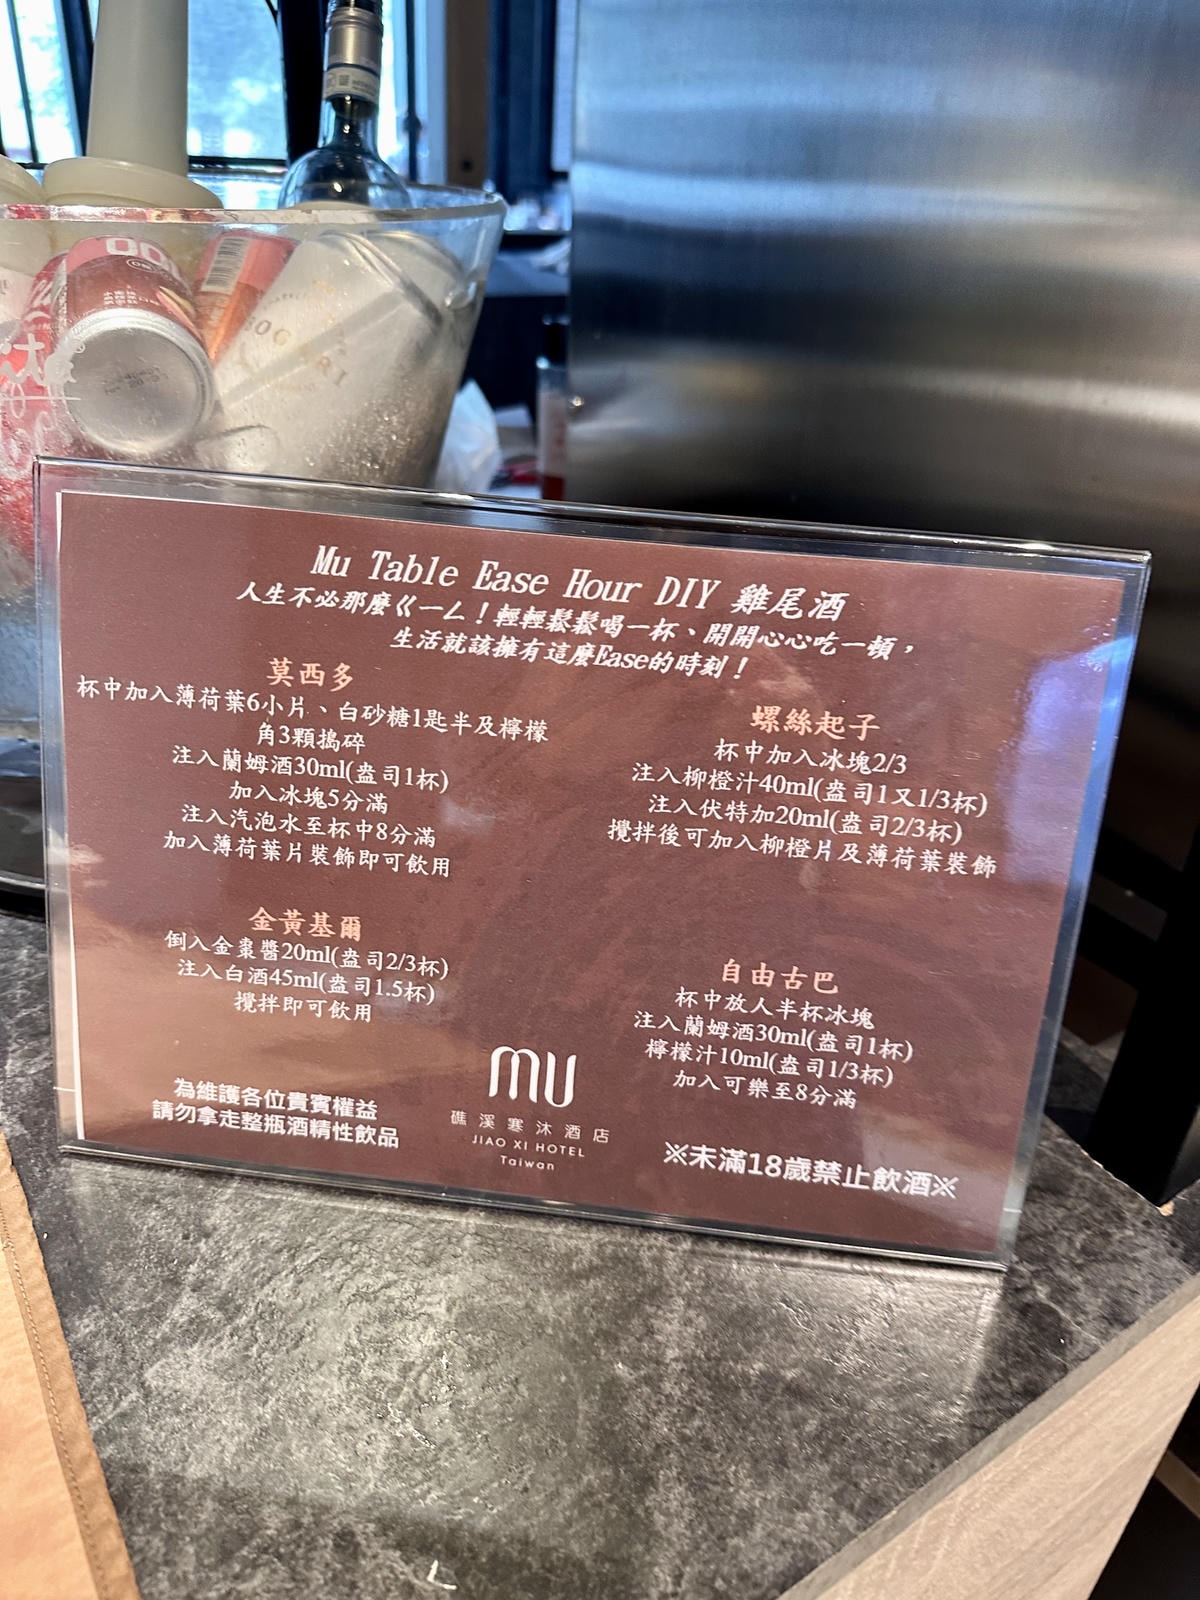 Mu Table Ease Hour DIY 雞尾酒
人生不必那麼ㄍㄧㄥ！輕輕鬆鬆喝一杯、開開心心吃一頓，
生活就該擁有這麼Ease的時刻！
莫西多
杯中加入薄荷葉6小片、白砂糖1匙半及檸檬
角3顆搗碎
注入蘭姆酒30ml(盎司1杯)
加入冰塊5分滿
注入汽泡水至杯中8分滿
加入薄荷葉片裝飾即可飲用
金黃基爾
倒入金棗醬20ml(盎司2/3杯)
注入白酒45ml(盎司1.5杯)
攪拌即可飲用
螺絲起子
杯中加入冰塊2/3
注入柳橙汁40ml(盎司1又1/3杯)
注入伏特加20ml(盎司2/3杯)
攪拌後可加入柳橙片及薄荷葉裝飾
自由古巴
杯中放人半杯冰塊
注入蘭姆酒30ml(盎司1杯)
檸檬汁10ml(盎司1/3杯)
加入可樂至8分滿
為維護各位貴賓權益
請勿拿走整瓶酒精性飲品
mu
礁溪寒沐酒店
JIAO XI HOTEL
Taiwan
※未滿18歲禁止飲酒※